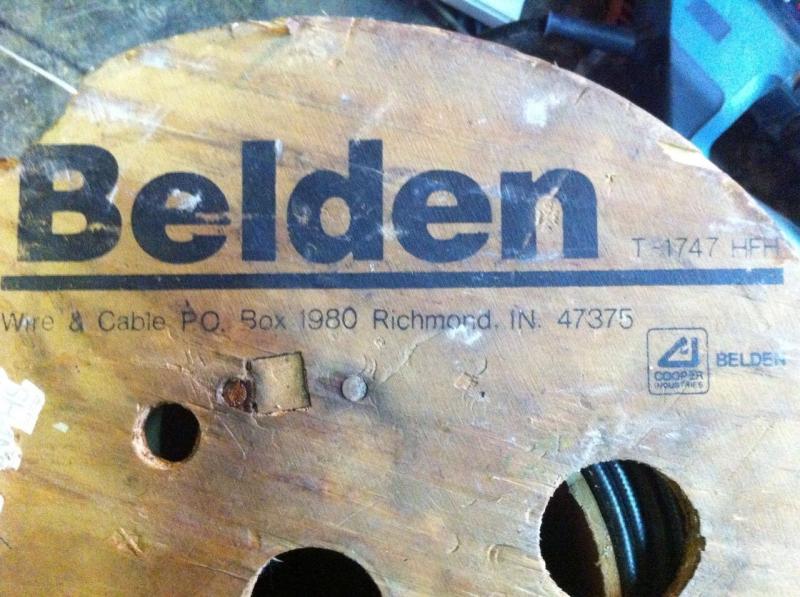 Belden
T-1747 HFH
Wire & Cable P.O. Box 1980 Richmond, IN. 47375
COOPER
INDUSTRIES
BELDEN